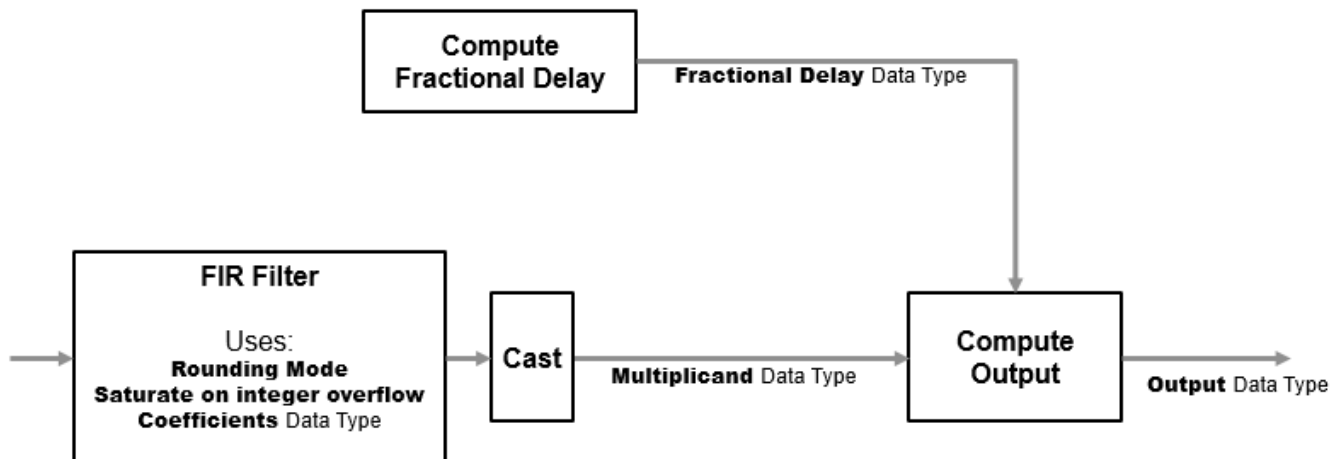 Compute
Fractional Delay
Fractional Delay Data Type
FIR Filter
Uses:
Rounding Mode
Saturate on integer overflow
Coefficients Data Type
Cast
Multiplicand Data Type
Compute
Output
Output Data Type